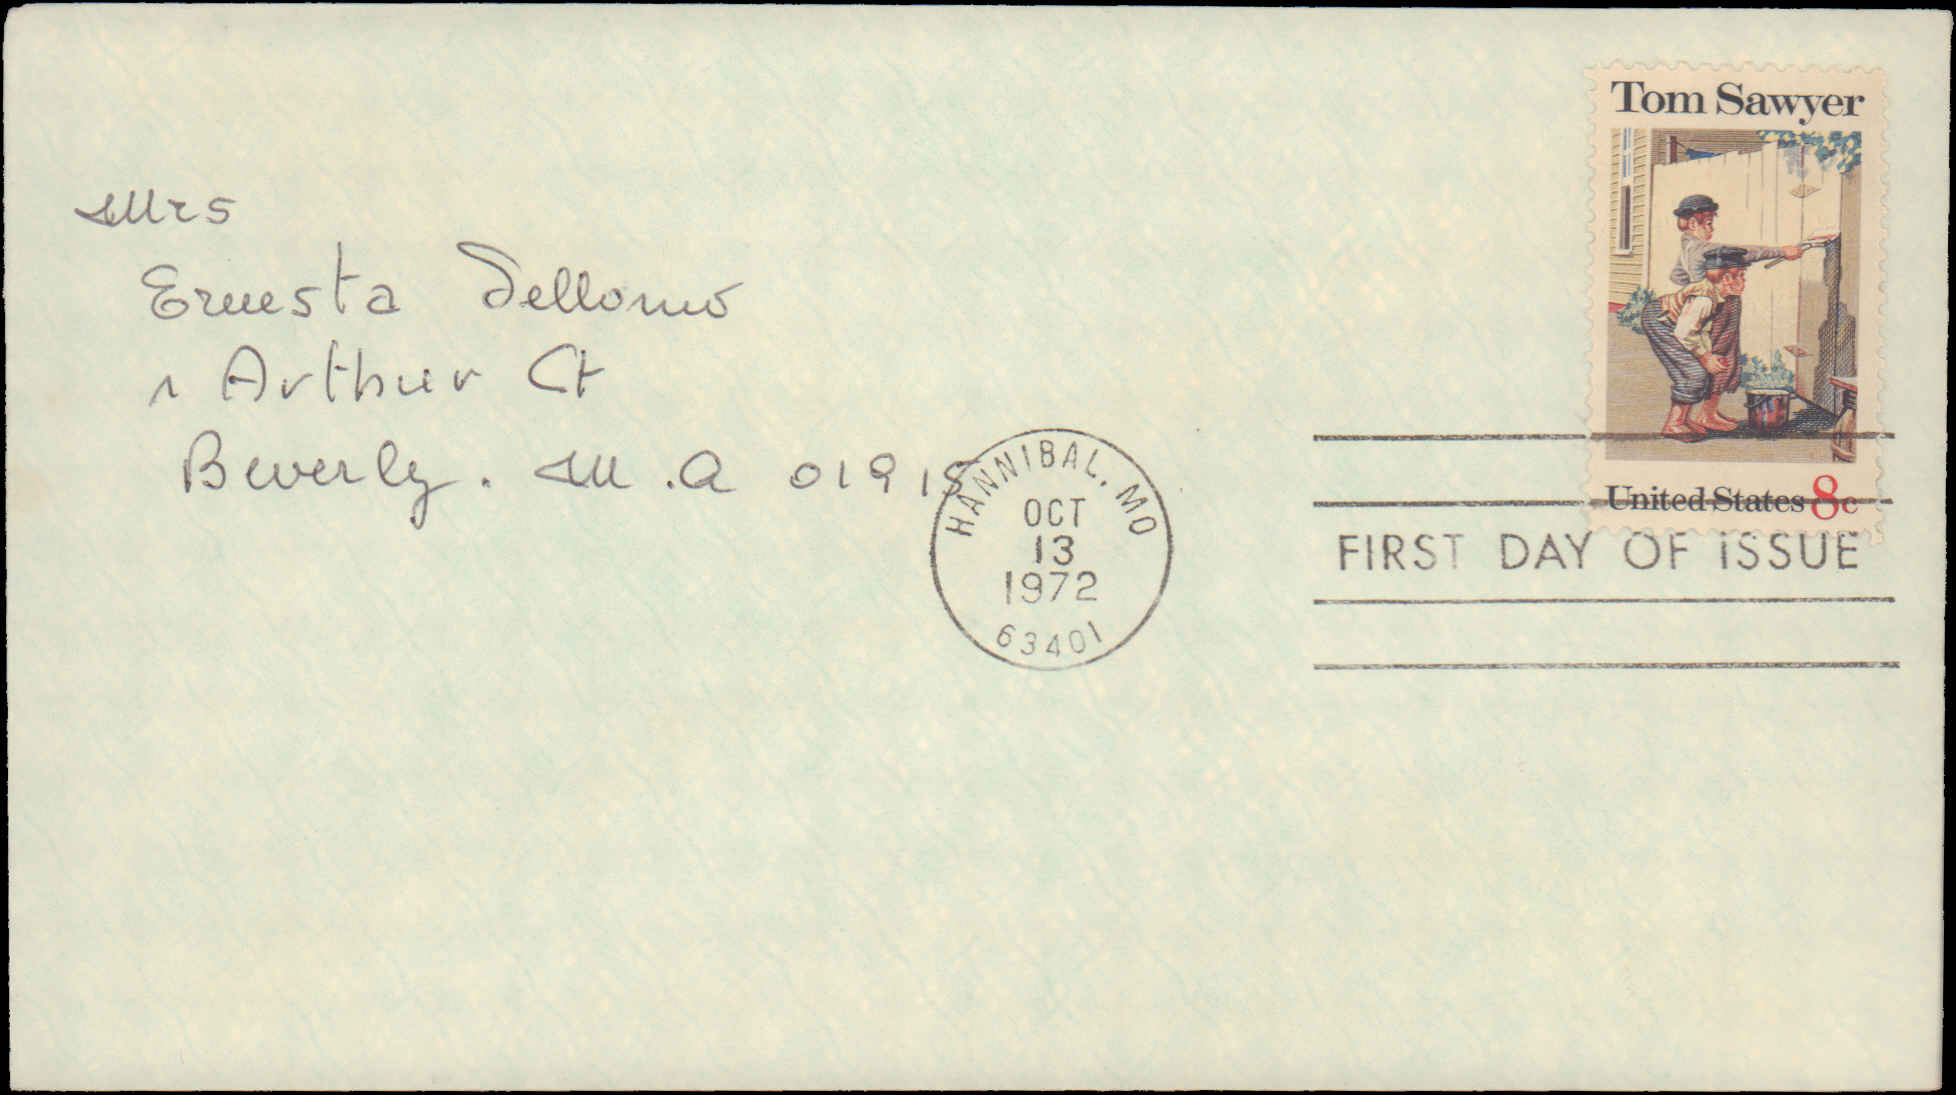 Tom Sawyer
Mrs
Ernesta Dellomo
1 Arthur Ct
Beverly. M.A 01915
HANNIBAL, MO
OCT
13
1972
63401
United States 8c
FIRST DAY OF ISSUE